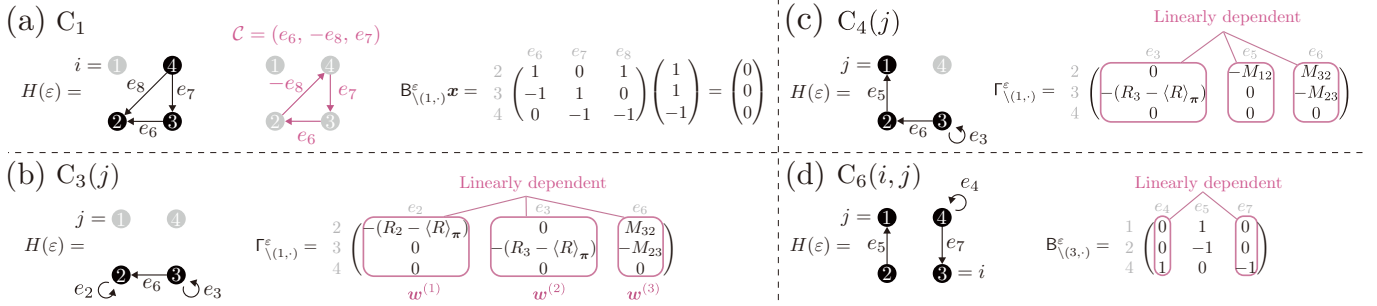 (a) C₁
𝒞 = (e₆, −e₈, e₇)
i = 1 4
−e₈ 4
H(ε) = e₈ e₇
e₇
2 e₆ 3
e₆
B^ε_{\(1,·)} x =
e₆ e₇ e₈
2 1 0 1 1 0
3 −1 1 0 1 = 0
4 0 −1 −1 −1 0
(b) C₃(j)
j = 1 4
H(ε) =
2 e₆ 3
e₂ e₃
Linearly dependent
Γ^ε_{\(1,·)} =
e₂ e₃ e₆
2 −(R₂ − ⟨R⟩_π) 0 M₃₂
3 0 −(R₃ − ⟨R⟩_π) −M₂₃
4 0 0 0
w⁽¹⁾ w⁽²⁾ w⁽³⁾
(c) C₄(j)
j = 1 4
H(ε) = e₅
2 e₆ 3 e₃
Linearly dependent
Γ^ε_{\(1,·)} =
e₃ e₅ e₆
2 0 −M₁₂ M₃₂
3 −(R₃ − ⟨R⟩_π) 0 −M₂₃
4 0 0 0
(d) C₆(i, j)
e₄
j = 1 4
H(ε) = e₅ e₇
2 3 = i
Linearly dependent
B^ε_{\(3,·)} =
e₄ e₅ e₇
1 0 1 0
2 0 −1 0
4 1 0 −1